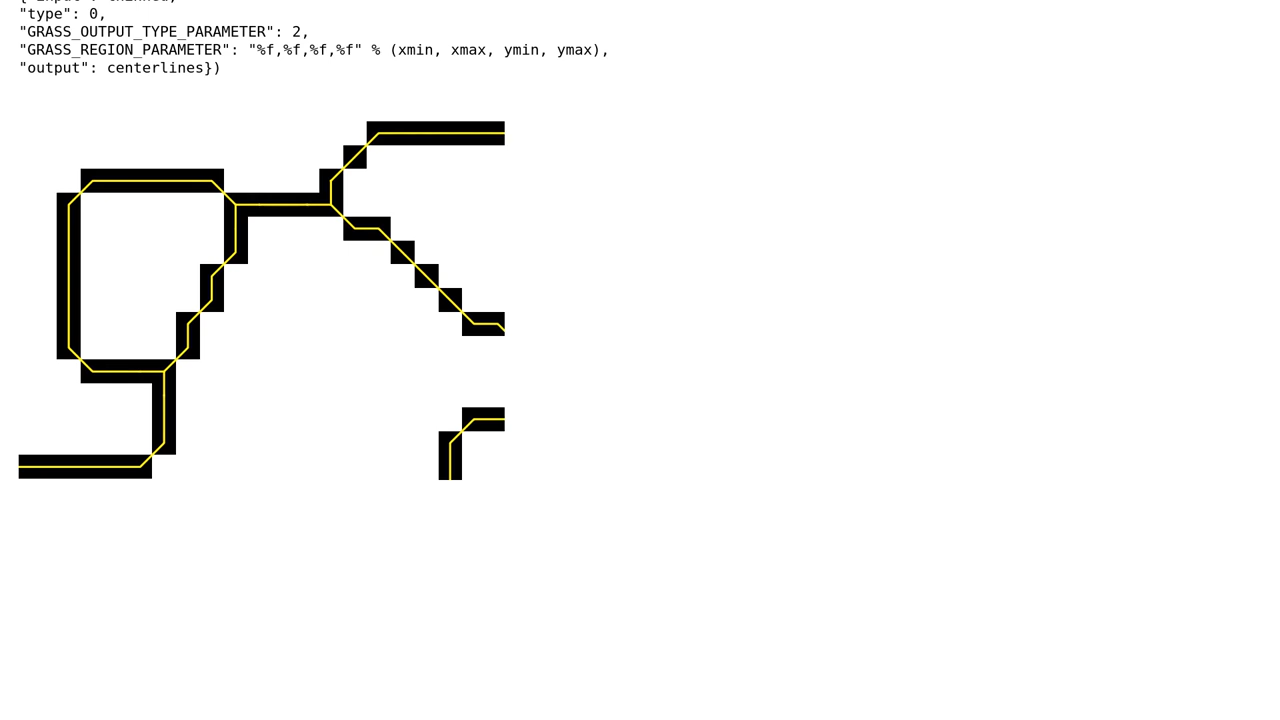 "type": 0,
"GRASS_OUTPUT_TYPE_PARAMETER": 2,
"GRASS_REGION_PARAMETER": "%f,%f,%f,%f" % (xmin, xmax, ymin, ymax),
"output": centerlines})